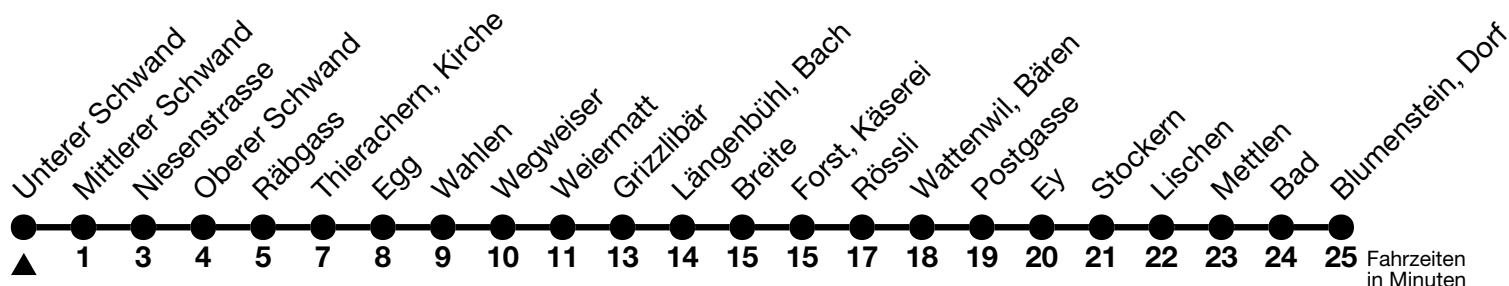 Unterer Schwand
Mittlerer Schwand
Niesenstrasse
Oberer Schwand
Räbgass
Thierachern, Kirche
Egg
Wahlen
Wegweiser
Weiermatt
Grizzlibär
Längenbühl, Bach
Breite
Forst, Käserei
Rössli
Wattenwil, Bären
Postgasse
Ey
Stockern
Lischen
Mettlen
Bad
Blumenstein, Dorf
1 3 4 5 7 8 9 10 11 13 14 15 15 17 18 19 20 21 22 23 24 25 Fahrzeiten
in Minuten